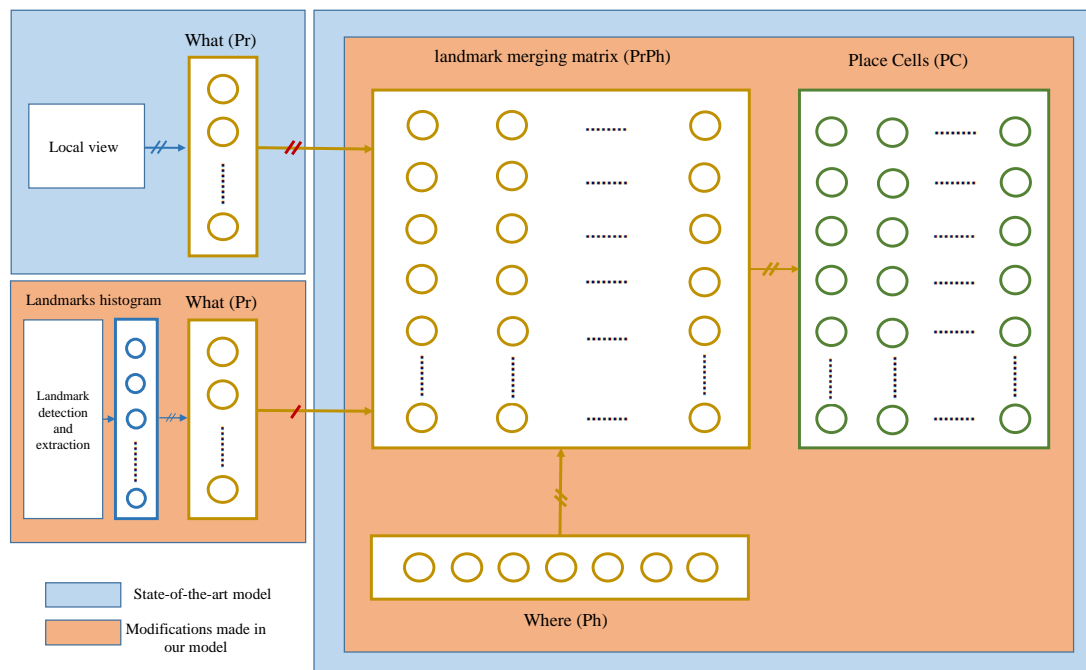 What (Pr)
Local view
landmark merging matrix (PrPh)
Place Cells (PC)
Landmarks histogram
What (Pr)
Landmark
detection
and
extraction
Where (Ph)
State-of-the-art model
Modifications made in
our model